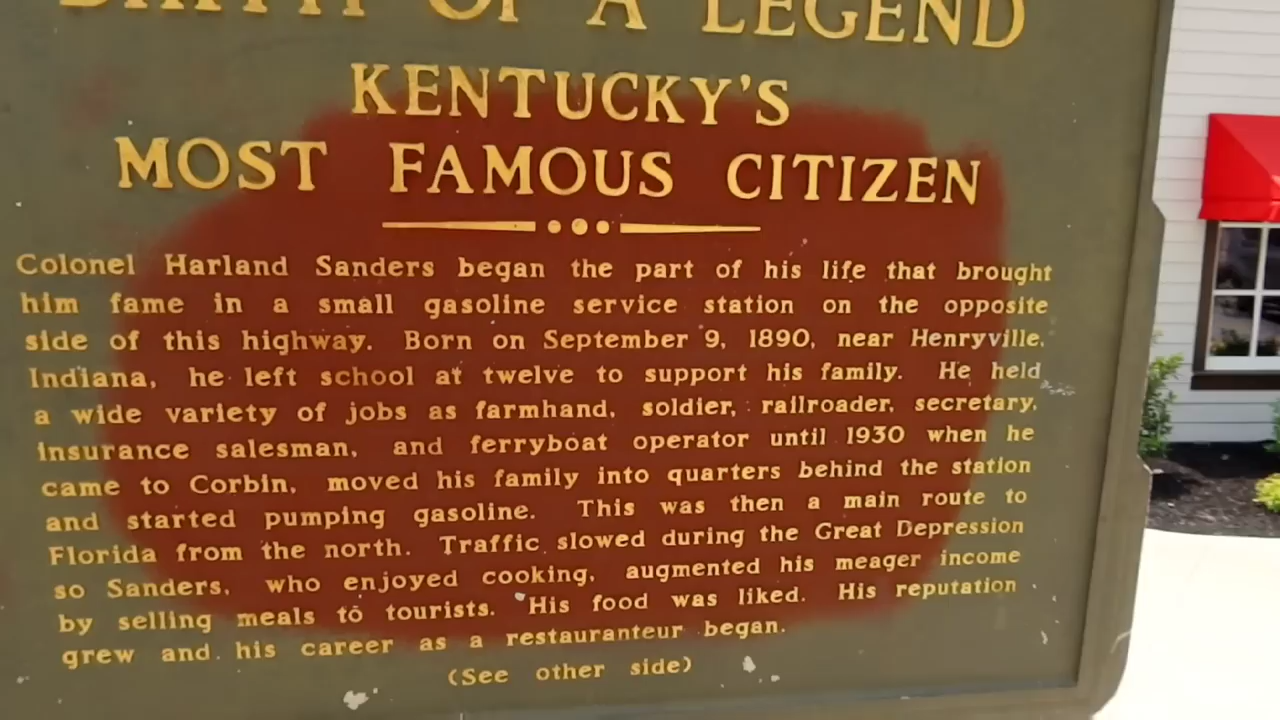 BIRTH OF A LEGEND
KENTUCKY'S
MOST FAMOUS CITIZEN
Colonel Harland Sanders began the part of his life that brought
him fame in a small gasoline service station on the opposite
side of this highway. Born on September 9, 1890, near Henryville,
Indiana, he left school at twelve to support his family. He held
a wide variety of jobs as farmhand, soldier, railroader, secretary,
insurance salesman, and ferryboat operator until 1930 when he
came to Corbin, moved his family into quarters behind the station
and started pumping gasoline. This was then a main route to
Florida from the north. Traffic slowed during the Great Depression
so Sanders, who enjoyed cooking, augmented his meager income
by selling meals to tourists. His food was liked. His reputation
grew and his career as a restauranteur began.
(See other side)